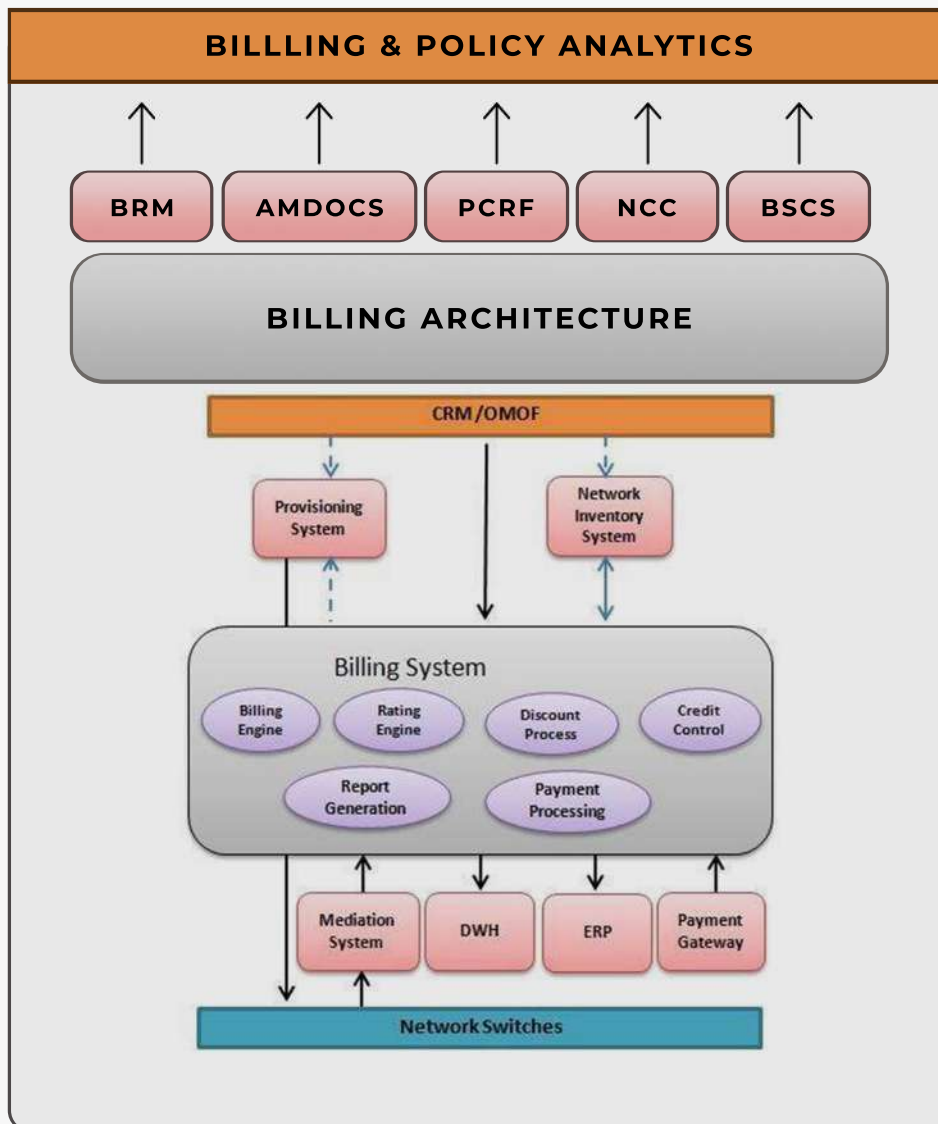 BILLLING & POLICY ANALYTICS
BRM
AMDOCS
PCRF
NCC
BSCS
BILLING ARCHITECTURE
CRM/OMOF
Provisioning
System
Network
Inventory
System
Billing System
Billing
Engine
Rating
Engine
Discount
Process
Credit
Control
Report
Generation
Payment
Processing
Mediation
System
DWH
ERP
Payment
Gateway
Network Switches